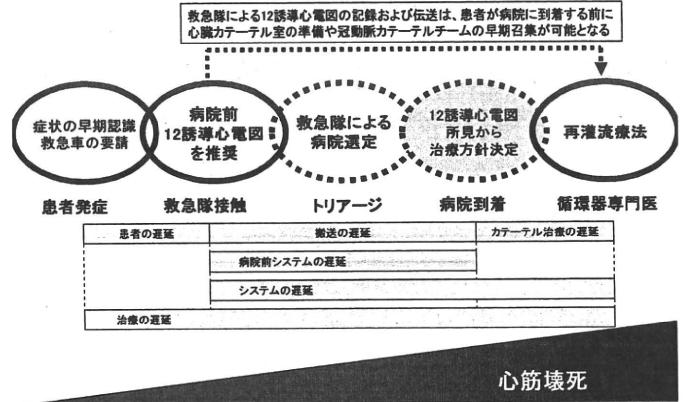 救急隊による12誘導心電図の記録および伝送は、患者が病院に到着する前に
心臓カテーテル室の準備や冠動脈カテーテルチームの早期召集が可能となる
症状の早期認識
救急車の要請
病院前
12誘導心電図
を推奨
救急隊による
病院選定
12誘導心電図
所見から
治療方針決定
再灌流療法
患者発症
救急隊接触
トリアージ
病院到着
循環器専門医
患者の遅延
搬送の遅延
カテーテル治療の遅延
病院前システムの遅延
システムの遅延
治療の遅延
心筋壊死